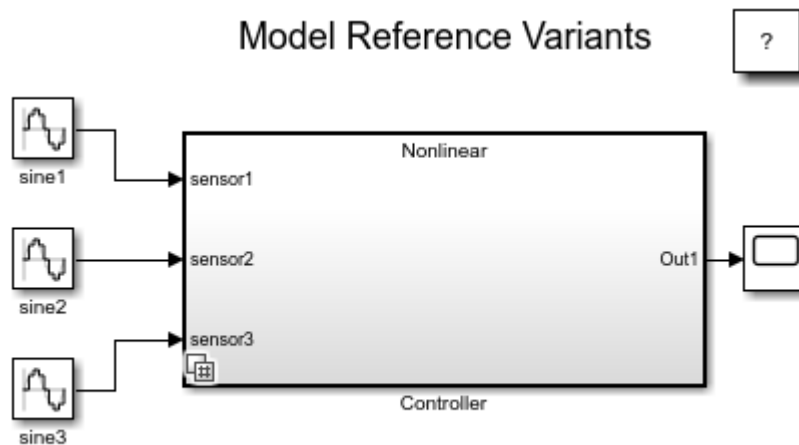 Model Reference Variants
?
sine1
Nonlinear
sensor1
sensor2
Out1
sine2
sensor3
Controller
sine3